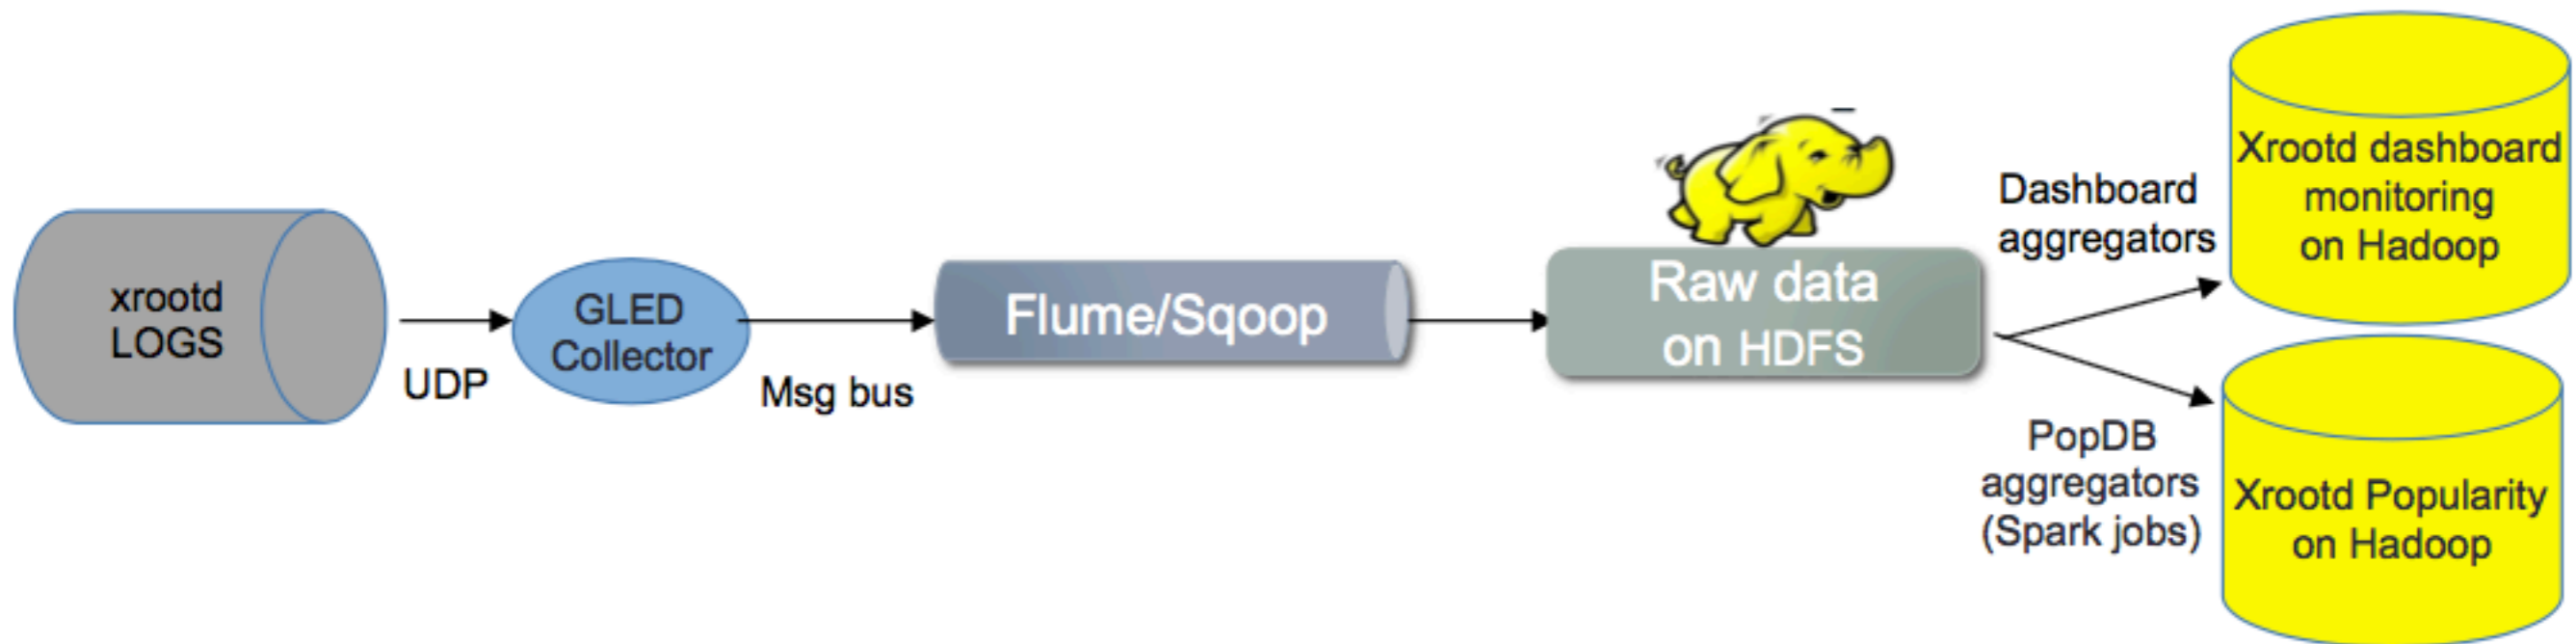 xrootd
LOGS
UDP
GLED
Collector
Msg bus
Flume/Sqoop
Raw data
on HDFS
Dashboard
aggregators
PopDB
aggregators
(Spark jobs)
Xrootd dashboard
monitoring
on Hadoop
Xrootd Popularity
on Hadoop